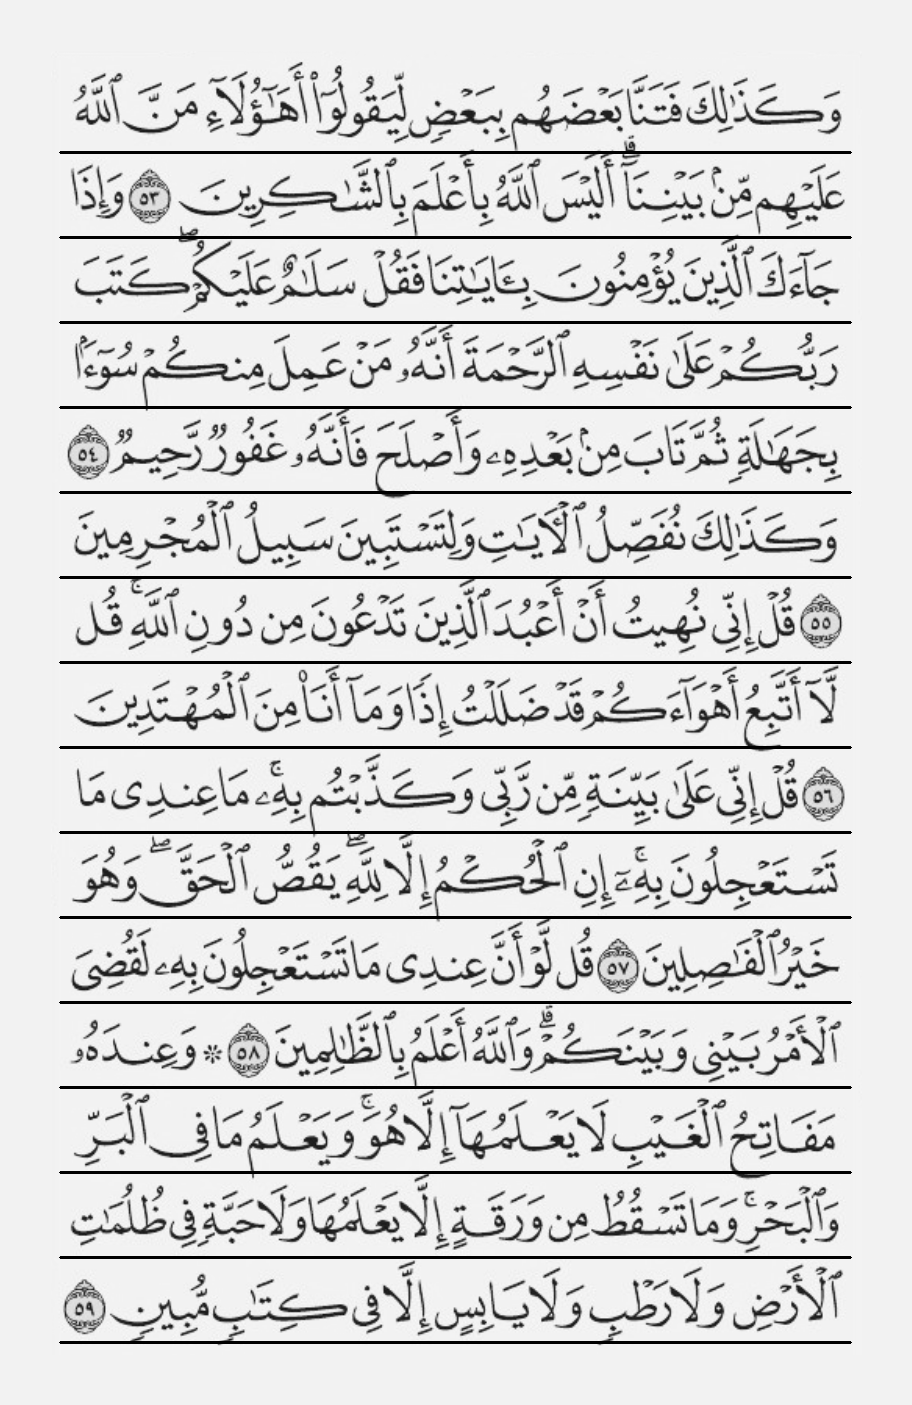 وَكَذَٰلِكَ فَتَنَّا بَعْضَهُم بِبَعْضٍ لِّيَقُولُوٓا۟ أَهَٰٓؤُلَآءِ مَنَّ ٱللَّهُ
عَلَيْهِم مِّنۢ بَيْنِنَآ ۗ أَلَيْسَ ٱللَّهُ بِأَعْلَمَ بِٱلشَّٰكِرِينَ ٥٣ وَإِذَا
جَآءَكَ ٱلَّذِينَ يُؤْمِنُونَ بِـَٔايَٰتِنَا فَقُلْ سَلَٰمٌ عَلَيْكُمْ ۖ كَتَبَ
رَبُّكُمْ عَلَىٰ نَفْسِهِ ٱلرَّحْمَةَ أَنَّهُۥ مَنْ عَمِلَ مِنكُمْ سُوٓءًۢا
بِجَهَٰلَةٍ ثُمَّ تَابَ مِنۢ بَعْدِهِۦ وَأَصْلَحَ فَأَنَّهُۥ غَفُورٌ رَّحِيمٌ ٥٤
وَكَذَٰلِكَ نُفَصِّلُ ٱلْـَٔايَٰتِ وَلِتَسْتَبِينَ سَبِيلُ ٱلْمُجْرِمِينَ
٥٥ قُلْ إِنِّى نُهِيتُ أَنْ أَعْبُدَ ٱلَّذِينَ تَدْعُونَ مِن دُونِ ٱللَّهِ ۚ قُل
لَّآ أَتَّبِعُ أَهْوَآءَكُمْ قَدْ ضَلَلْتُ إِذًا وَمَآ أَنَا۠ مِنَ ٱلْمُهْتَدِينَ
٥٦ قُلْ إِنِّى عَلَىٰ بَيِّنَةٍ مِّن رَّبِّى وَكَذَّبْتُم بِهِۦ ۚ مَا عِندِى مَا
تَسْتَعْجِلُونَ بِهِۦٓ ۚ إِنِ ٱلْحُكْمُ إِلَّا لِلَّهِ ۖ يَقُصُّ ٱلْحَقَّ ۖ وَهُوَ
خَيْرُ ٱلْفَٰصِلِينَ ٥٧ قُل لَّوْ أَنَّ عِندِى مَا تَسْتَعْجِلُونَ بِهِۦ لَقُضِىَ
ٱلْأَمْرُ بَيْنِى وَبَيْنَكُمْ ۗ وَٱللَّهُ أَعْلَمُ بِٱلظَّٰلِمِينَ ٥٨ ۞ وَعِندَهُۥ
مَفَاتِحُ ٱلْغَيْبِ لَا يَعْلَمُهَآ إِلَّا هُوَ ۚ وَيَعْلَمُ مَا فِى ٱلْبَرِّ
وَٱلْبَحْرِ ۚ وَمَا تَسْقُطُ مِن وَرَقَةٍ إِلَّا يَعْلَمُهَا وَلَا حَبَّةٍ فِى ظُلُمَٰتِ
ٱلْأَرْضِ وَلَا رَطْبٍ وَلَا يَابِسٍ إِلَّا فِى كِتَٰبٍ مُّبِينٍ ٥٩